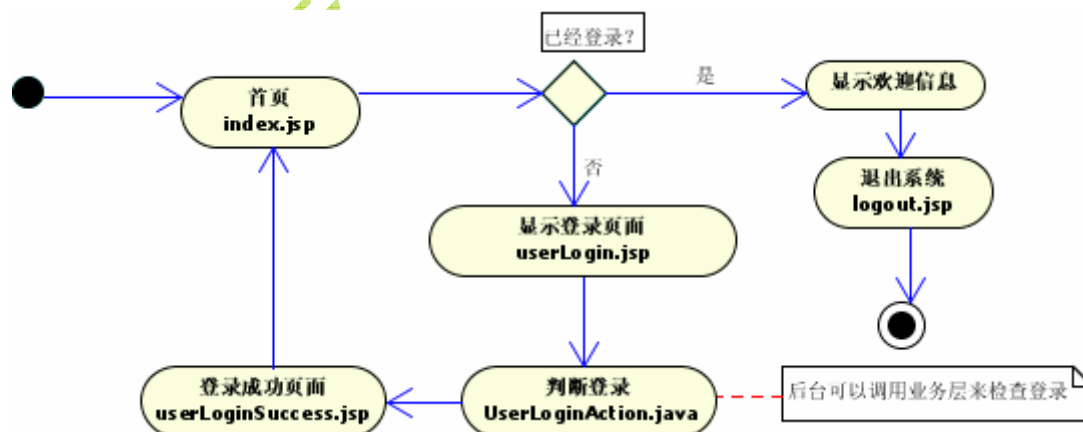 已经登录?
首页
index.jsp
是
显示欢迎信息
否
退出系统
logout.jsp
显示登录页面
userLogin.jsp
登录成功页面
userLoginSuccess.jsp
判断登录
UserLoginAction.java
后台可以调用业务层来检查登录